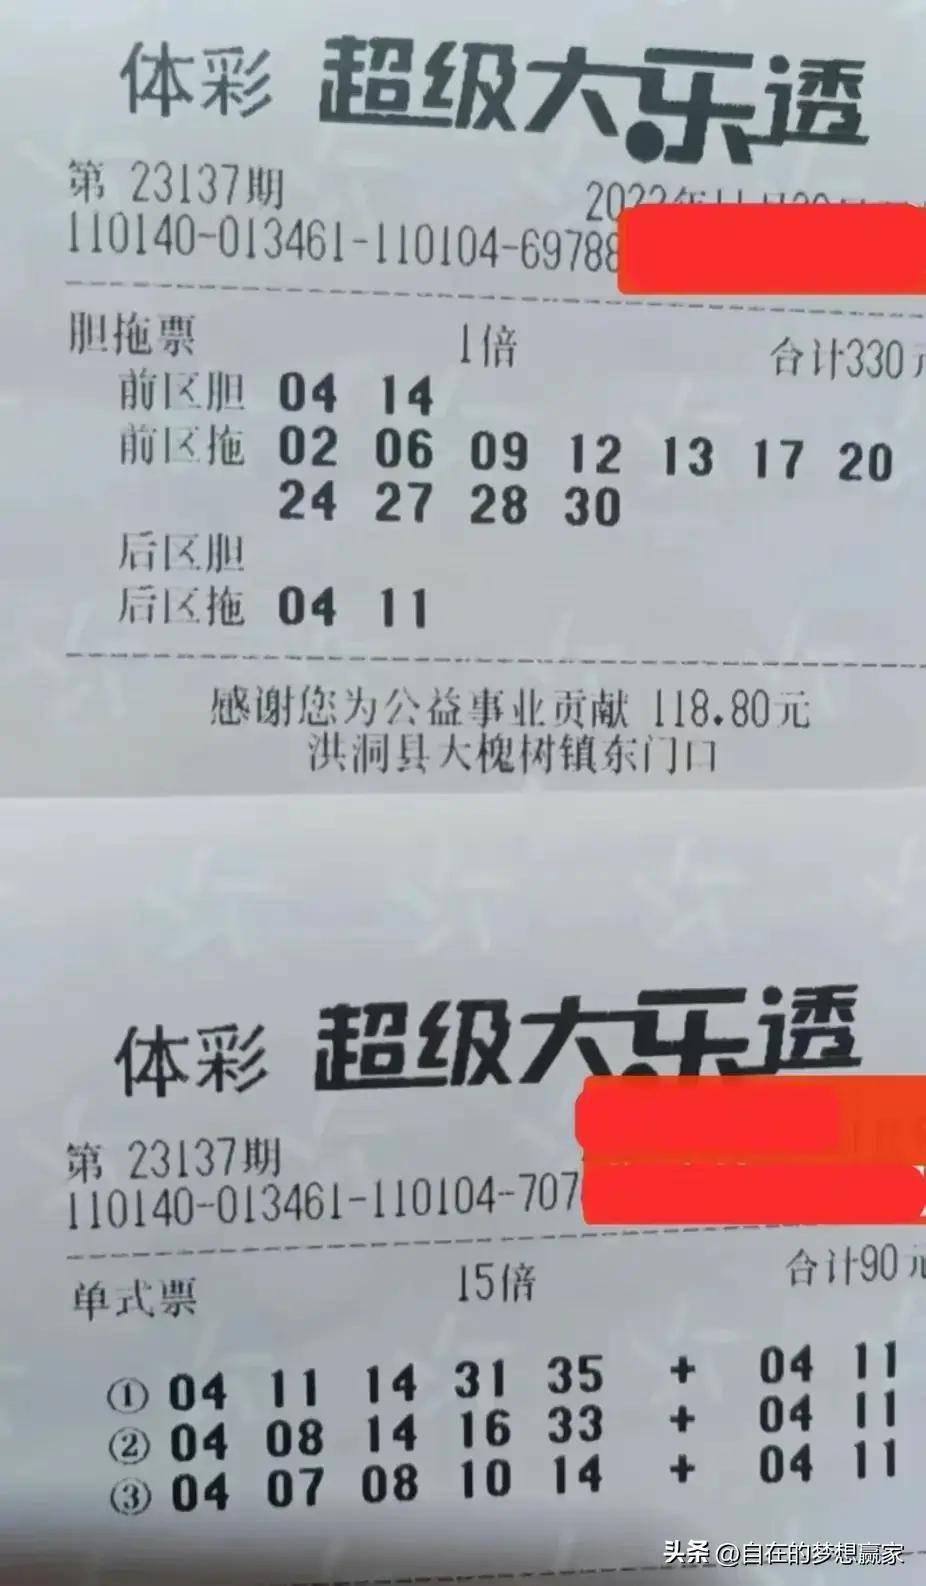 体彩 超级大乐透
第 23137期
110140-013461-110104-69788
胆拖票 1倍 合计330元
前区胆 04 14
前区拖 02 06 09 12 13 17 20
24 27 28 30
后区胆
后区拖 04 11
感谢您为公益事业贡献 118.80元
洪洞县大槐树镇东门口
体彩 超级大乐透
第 23137期
110140-013461-110104-707
单式票 15倍 合计90元
① 04 11 14 31 35 + 04 11
② 04 08 14 16 33 + 04 11
③ 04 07 08 10 14 + 04 11
头条 @自在的梦想赢家